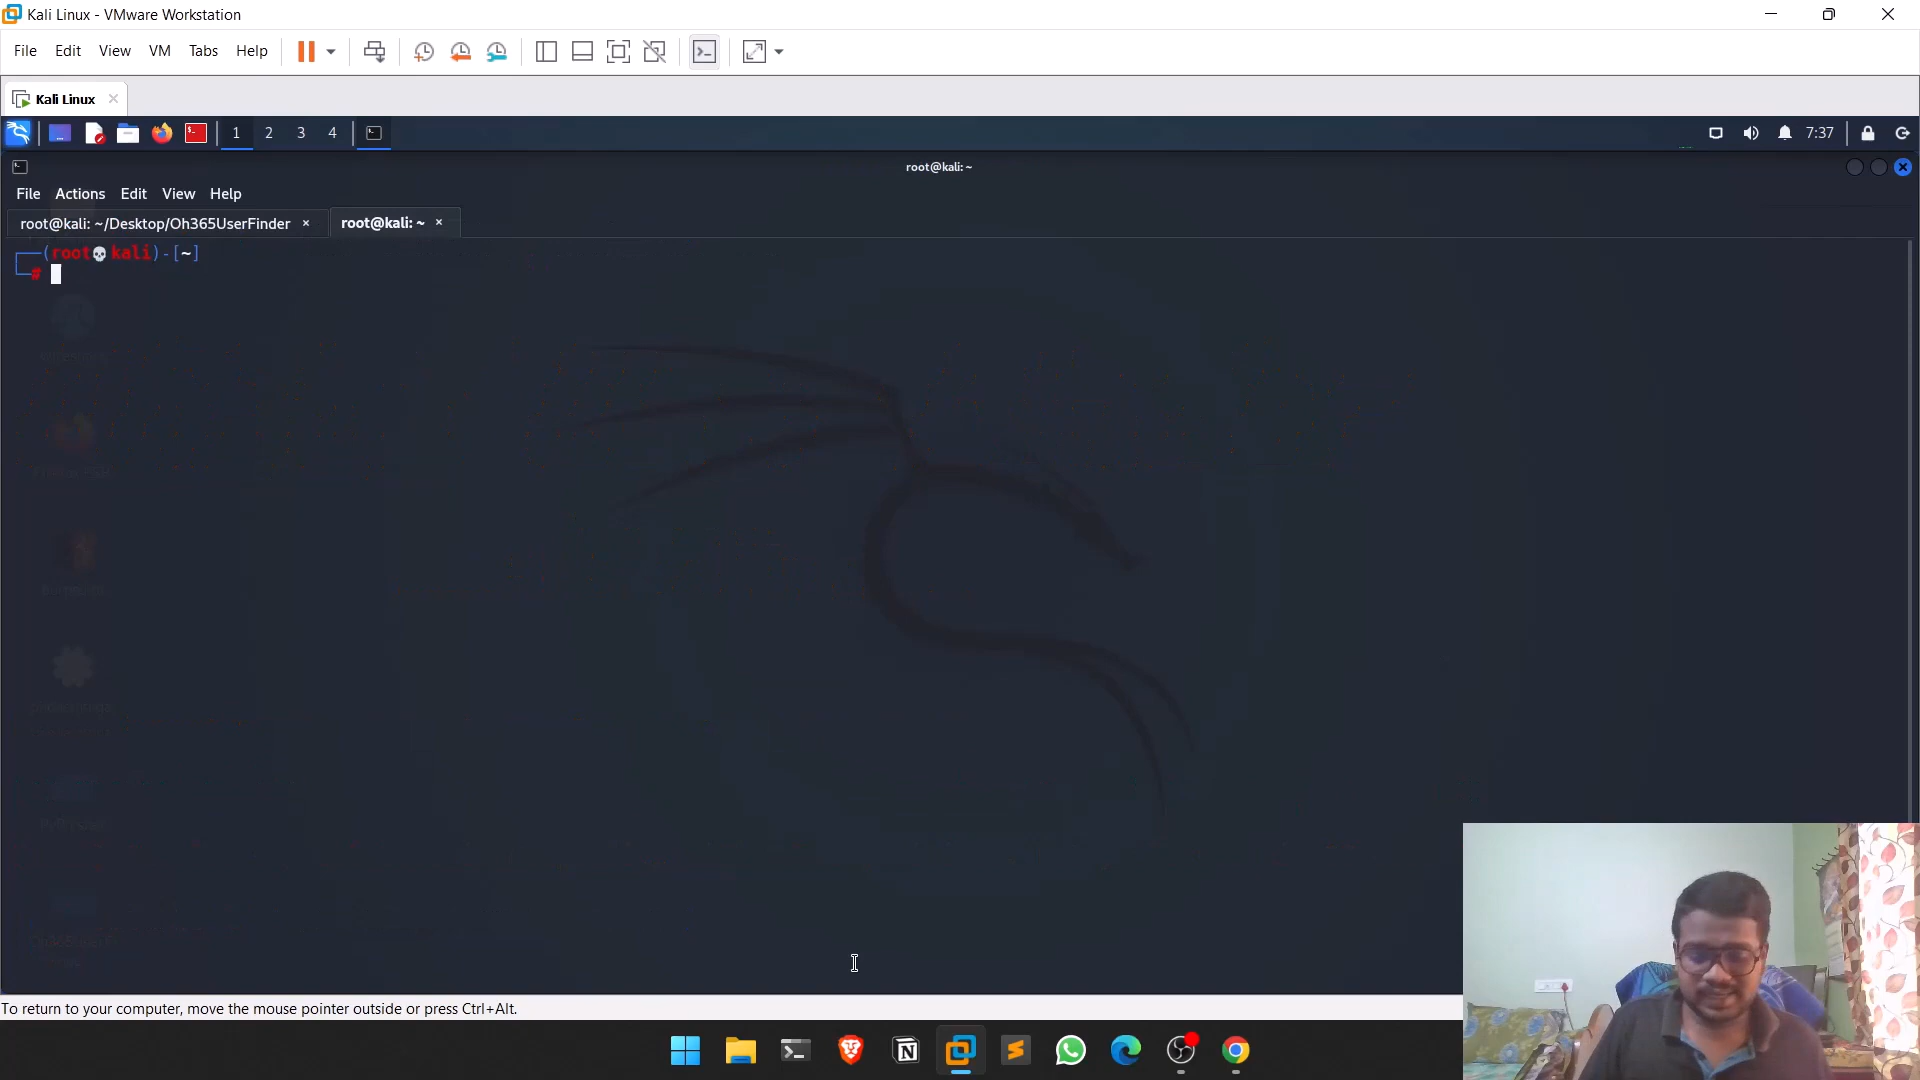 Kali Linux - VMware Workstation
File Edit View VM Tabs Help
Kali Linux
1 2 3 4 7:37
root@kali: ~
File Actions Edit View Help
root@kali: ~/Desktop/Oh365UserFinder × root@kali: ~ ×
┌──(root💀kali)-[~]
└─#
To return to your computer, move the mouse pointer outside or press Ctrl+Alt.